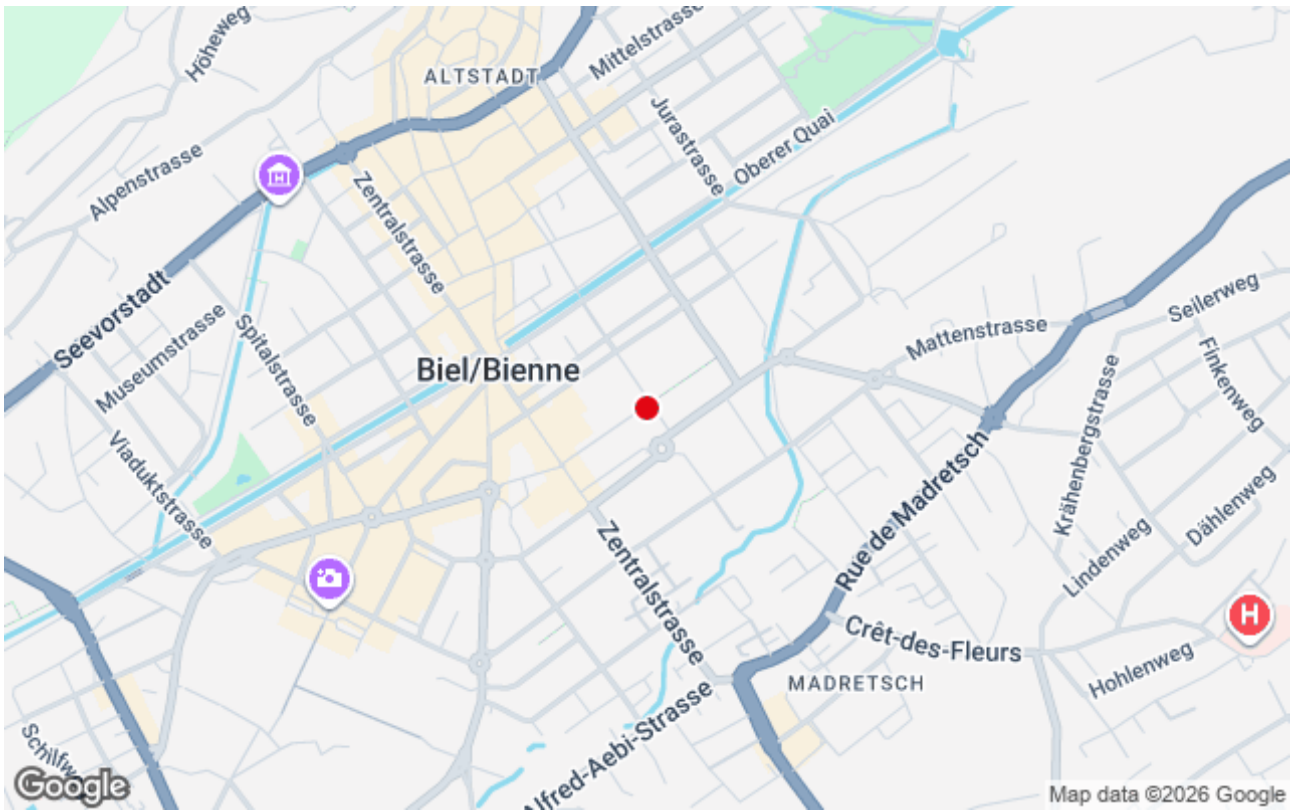 Höheweg
Mittelstrasse
ALTSTADT
Jurastrasse
Oberer Quai
Alpenstrasse
Zentralstrasse
Seevorstadt
Museumstrasse
Spitalstrasse
Biel/Bienne
Mattenstrasse
Seilerweg
Finkenweg
Krähenbergstrasse
Viaduktstrasse
Rue de Madretsch
Dählenweg
Lindenweg
Zentralstrasse
H
Crêt-des-Fleurs
Hohlenweg
MADRETSCH
Alfred-Aebi-Strasse
Schilfweg
Google
Map data ©2026 Google